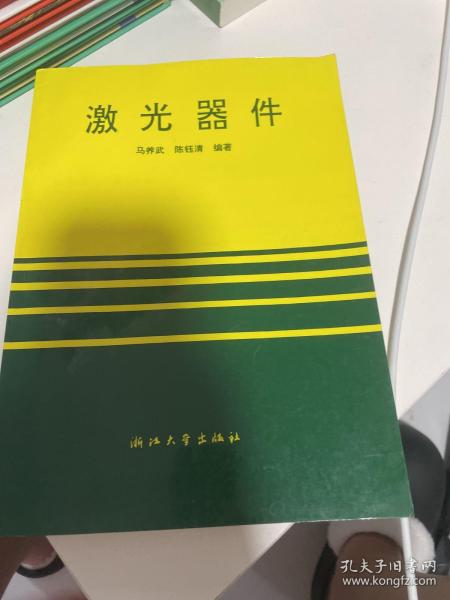 激光器件
马养武 陈钰清 编著
浙江大学出版社
孔夫子旧书网
www.kongfz.com